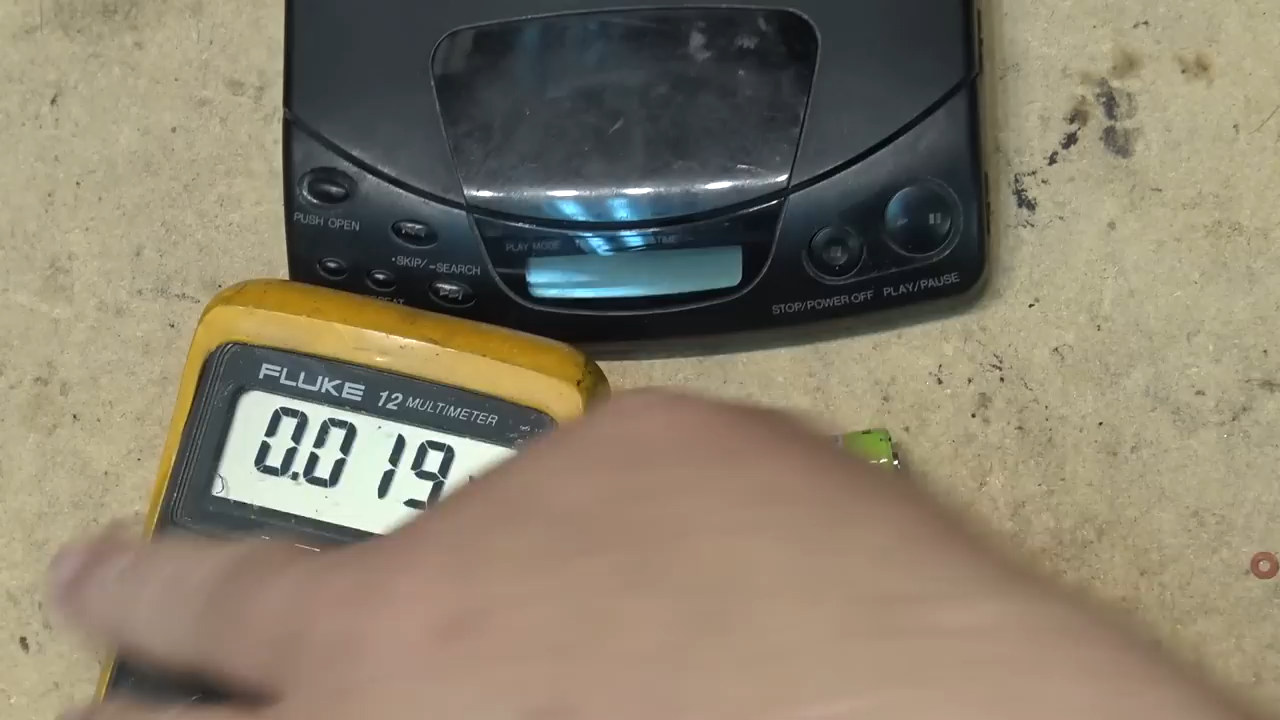 PUSH OPEN
PLAY MODE
•SKIP/⎓SEARCH
STOP/POWER OFF PLAY/PAUSE
FLUKE 12 MULTIMETER
0.019